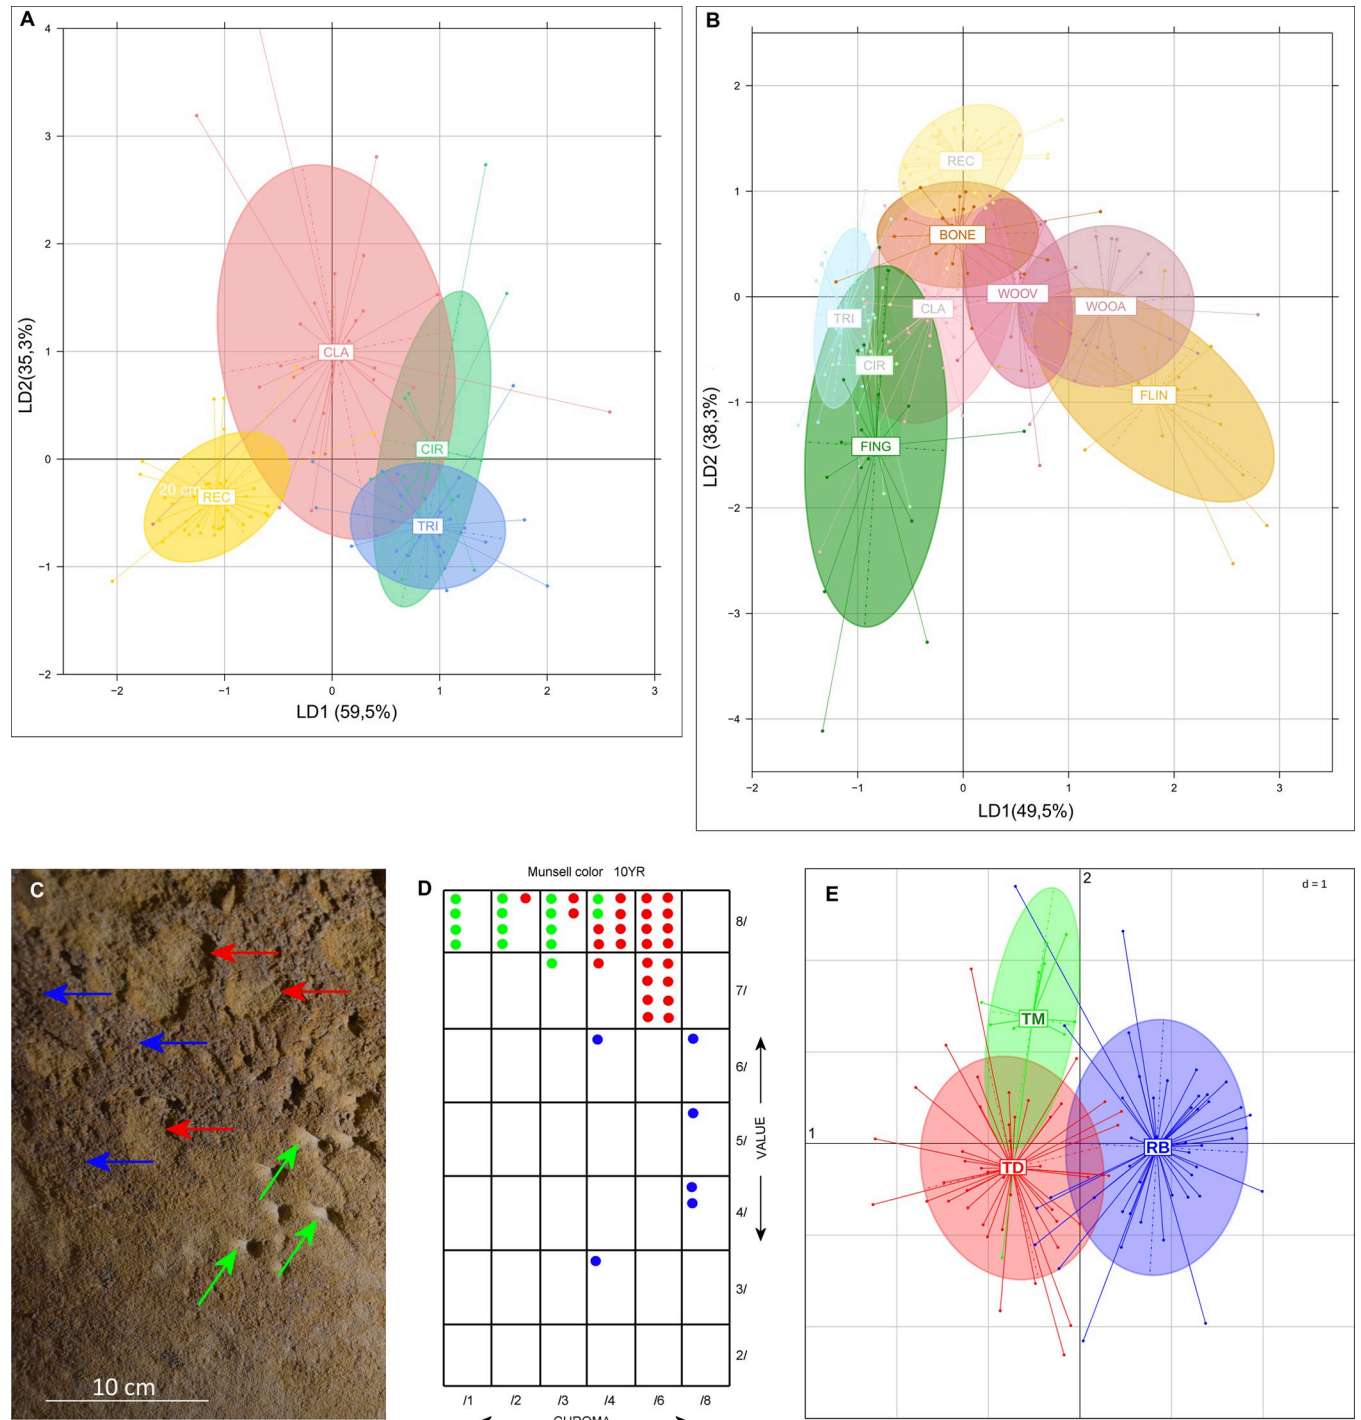 A
4
3
2
1
0
−1
−2
LD2(35,3%)
CLA
CIR
20 cm
REC
TRI
−2
−1
0
1
2
3
LD1 (59,5%)
B
2
1
0
−1
−2
−3
−4
LD2 (38,3%)
REC
BONE
WOOV
WOOA
CLA
TRI
CIR
FLIN
FING
−2
−1
0
1
2
3
LD1(49,5%)
C
10 cm
D
Munsell color 10YR
8/
7/
6/
5/
4/
3/
2/
VALUE
/1
/2
/3
/4
/6
/8
CHROMA
E
2
d = 1
TM
1
TD
RB